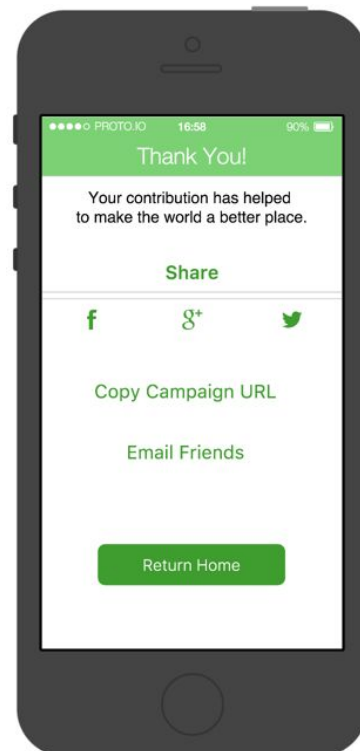 PROTO.IO 16:58 90%
Thank You!
Your contribution has helped
to make the world a better place.
Share
f g+
Copy Campaign URL
Email Friends
Return Home